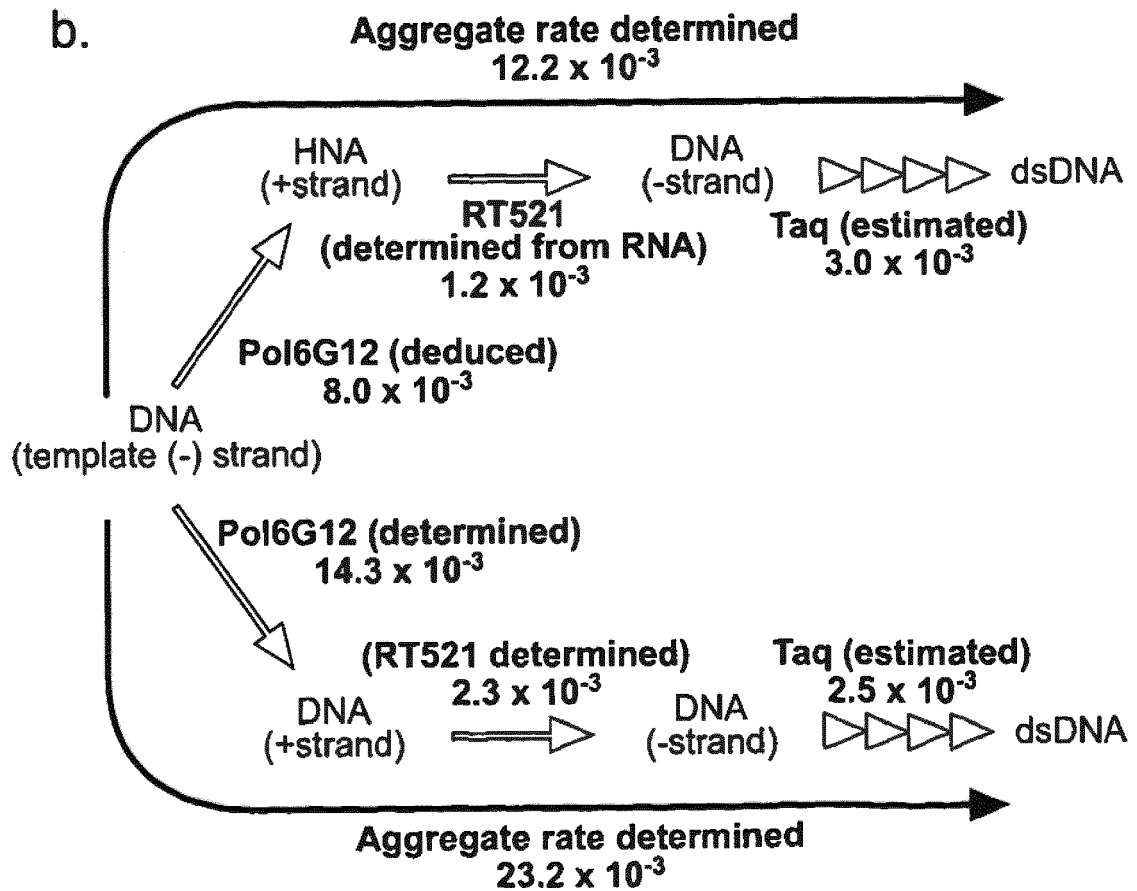 b.
Aggregate rate determined
12.2 x 10⁻³
HNA
(+strand)
DNA
(-strand)
dsDNA
RT521
(determined from RNA)
1.2 x 10⁻³
Taq (estimated)
3.0 x 10⁻³
Pol6G12 (deduced)
8.0 x 10⁻³
DNA
(template (-) strand)
Pol6G12 (determined)
14.3 x 10⁻³
(RT521 determined)
2.3 x 10⁻³
Taq (estimated)
2.5 x 10⁻³
DNA
(+strand)
DNA
(-strand)
dsDNA
Aggregate rate determined
23.2 x 10⁻³